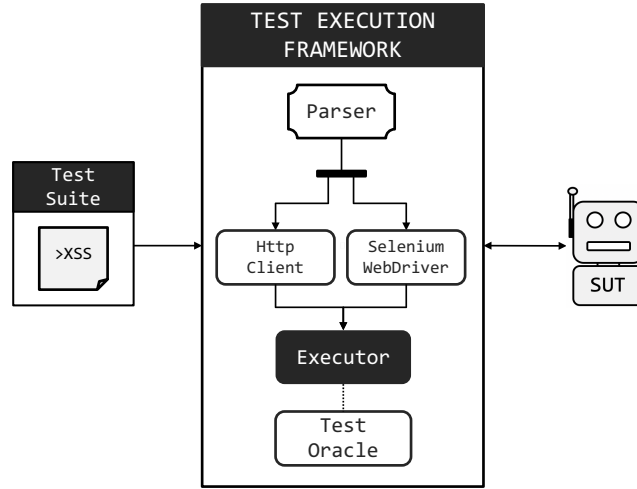 TEST EXECUTION
FRAMEWORK
Parser
Test
Suite
>XSS
Http
Client
Selenium
WebDriver
SUT
Executor
Test
Oracle